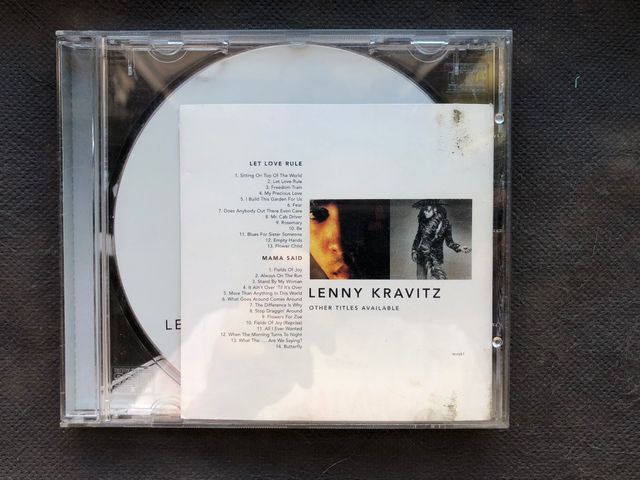 LET LOVE RULE
1. Sitting On Top Of The World
2. Let Love Rule
3. Freedom Train
4. My Precious Love
5. I Build This Garden For Us
6. Fear
7. Does Anybody Out There Even Care
8. Mr. Cab Driver
9. Rosemary
10. Be
11. Blues For Sister Someone
12. Empty Hands
13. Flower Child
MAMA SAID
1. Fields Of Joy
2. Always On The Run
3. Stand By My Woman
4. It Ain't Over 'Til It's Over
5. More Than Anything In This World
6. What Goes Around Comes Around
7. The Difference Is Why
8. Stop Draggin' Around
9. Flowers For Zoë
10. Fields Of Joy (Reprise)
11. All I Ever Wanted
12. When The Morning Turns To Night
13. What The .... Are We Saying?
14. Butterfly
LENNY KRAVITZ
OTHER TITLES AVAILABLE
LE